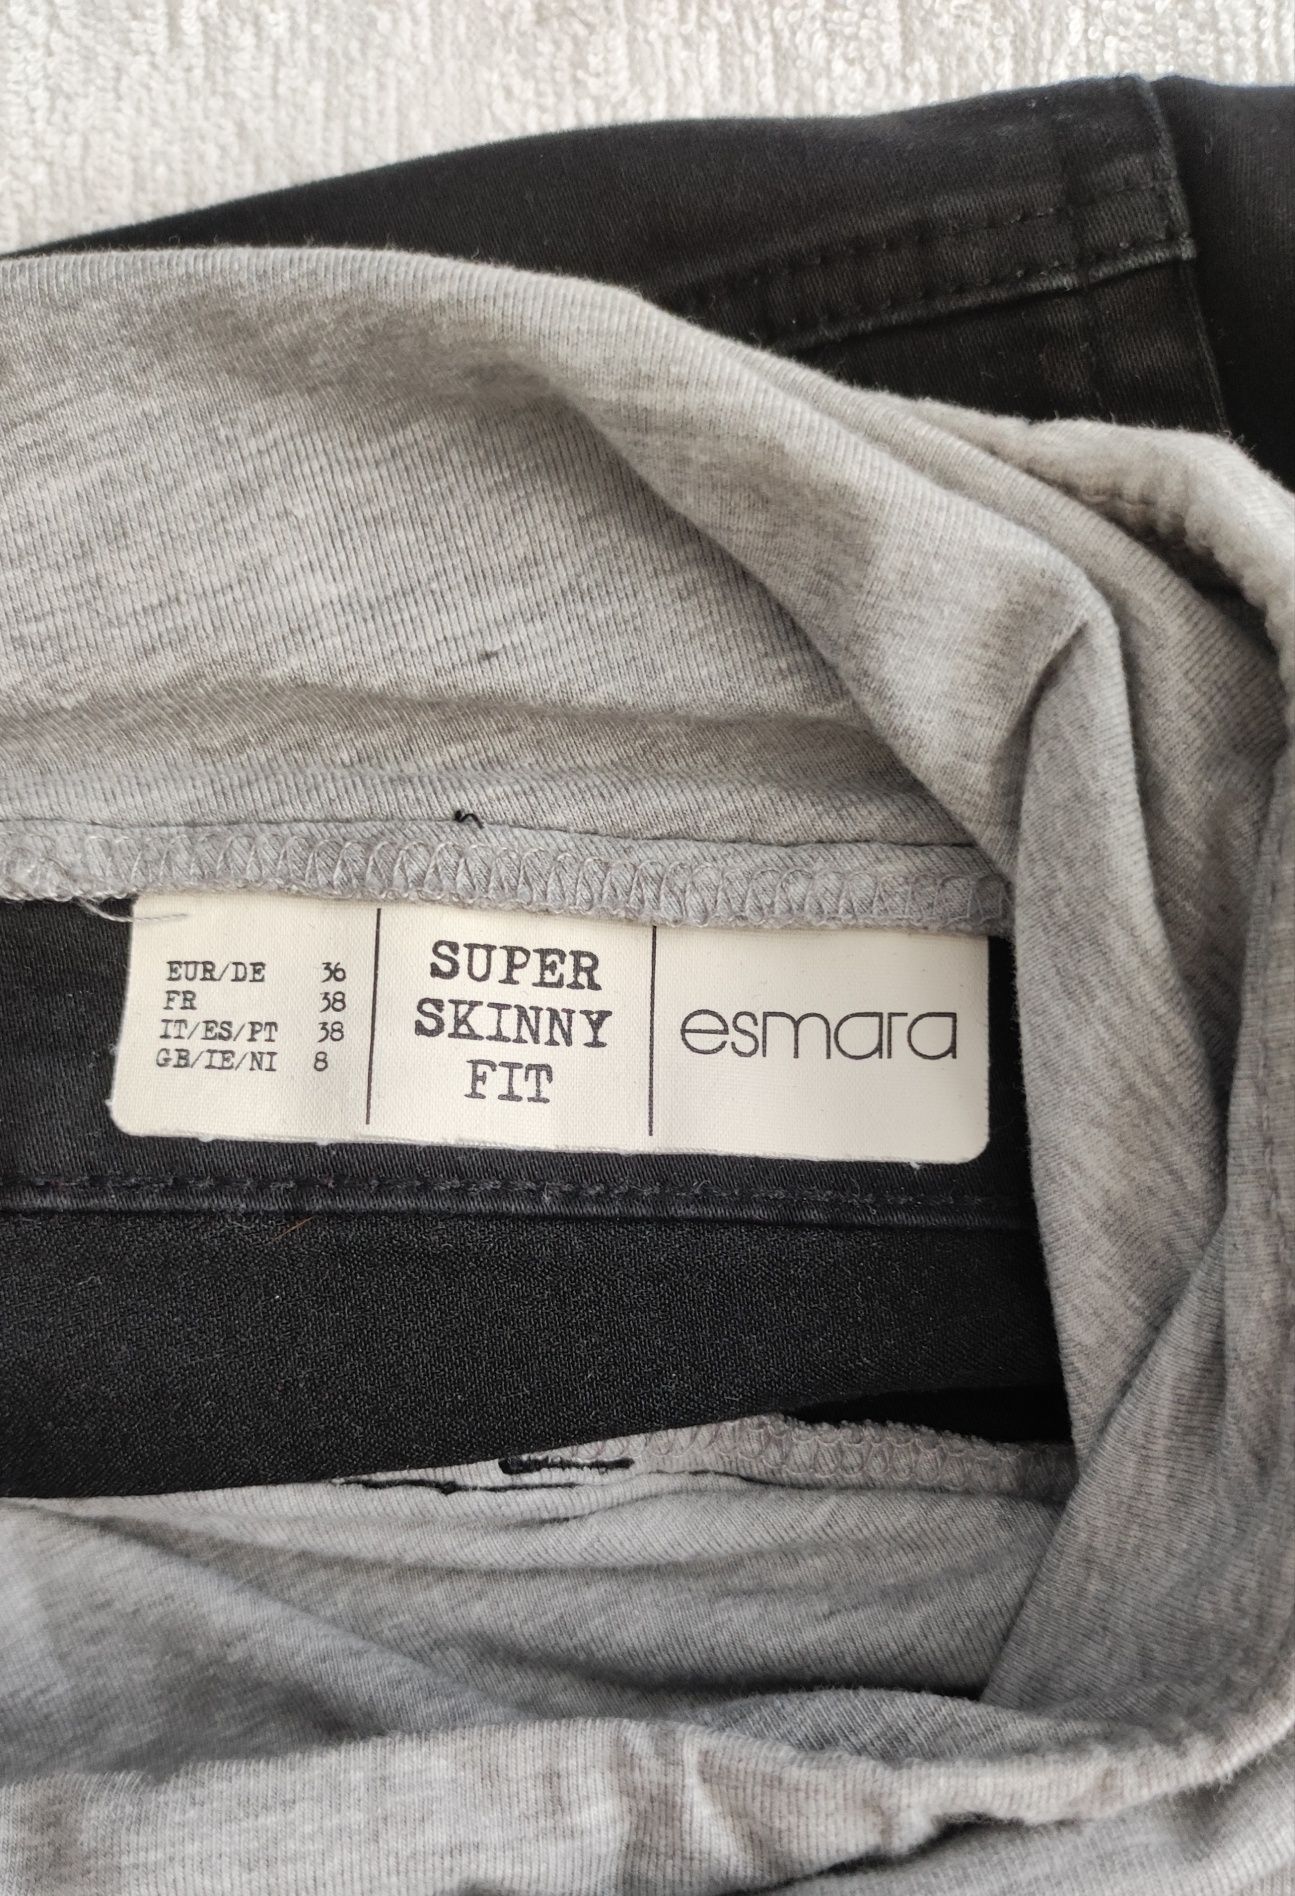 EUR/DE 36
FR 38
IT/ES/PT 38
GB/IE/NI 8
SUPER
SKINNY
FIT
esmara